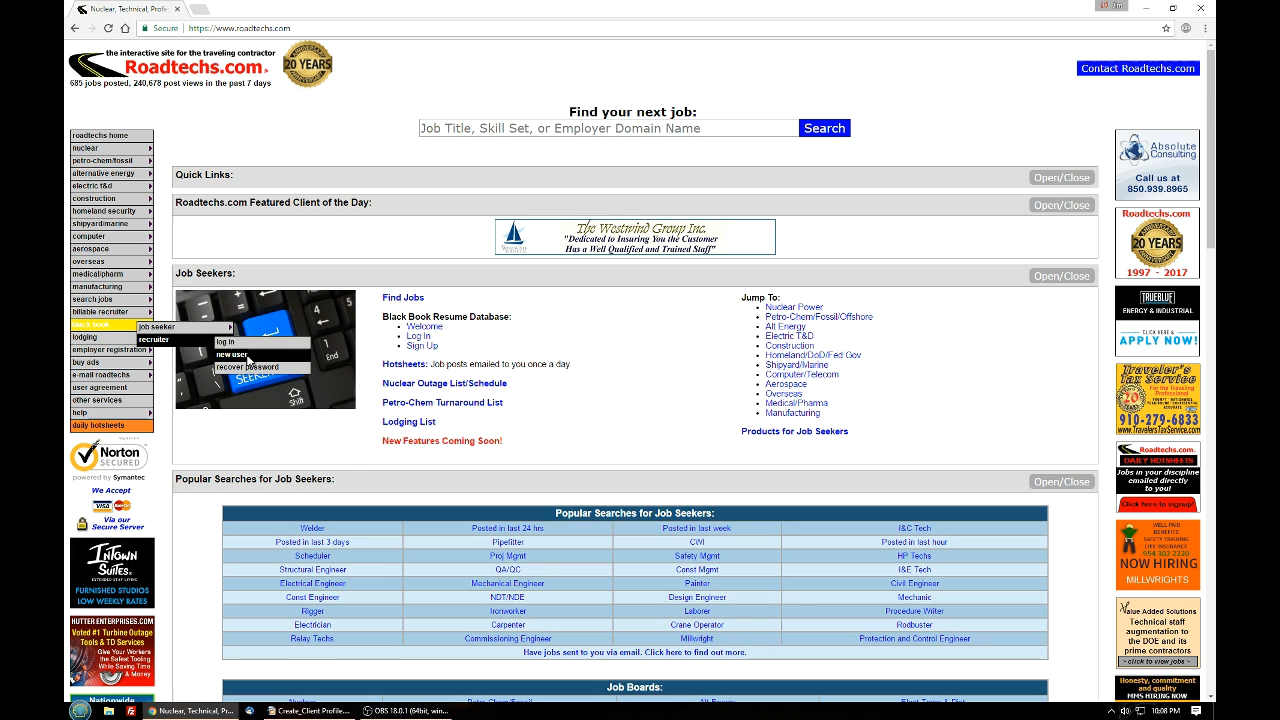 Nuclear, Technical, Profes
Jim
Secure
https://www.roadtechs.com
the interactive site for the traveling contractor
Roadtechs.com
20 YEARS
ANNIVERSARY
685 jobs posted, 240,678 post views in the past 7 days
Contact Roadtechs.com
Find your next job:
Job Title, Skill Set, or Employer Domain Name
Search
roadtechs home
nuclear
petro-chem/fossil
alternative energy
electric t&d
construction
homeland security
shipyard/marine
computer
aerospace
overseas
medical/pharm
manufacturing
search jobs
billable recruiter
black book
lodging
employer registration
buy ads
e-mail roadtechs
user agreement
other services
help
daily hotsheets
job seeker
recruiter
log in
new user
recover password
Norton
SECURED
powered by Symantec
We Accept
VISA
Via our
Secure Server
INTOWN
SUITES
EXTENDED STAY LIVING
FURNISHED STUDIOS
LOW WEEKLY RATES
HUTTER ENTERPRISES.COM
Voted #1 Turbine Outage
Tools & TD Services
Give Your Workers
the Safest Tooling
While Saving Time
& Money
Nationwide
Quick Links:
Open/Close
Roadtechs.com Featured Client of the Day:
Open/Close
WESTWIND
The Westwind Group Inc.
"Dedicated to Insuring You the Customer
Has a Well Qualified and Trained Staff"
Job Seekers:
Open/Close
1
End
Shift
Find Jobs
Black Book Resume Database:
Welcome
Log In
Sign Up
Hotsheets: Job posts emailed to you once a day
Nuclear Outage List/Schedule
Petro-Chem Turnaround List
Lodging List
New Features Coming Soon!
Jump To:
Nuclear Power
Petro-Chem/Fossil/Offshore
Alt Energy
Electric T&D
Construction
Homeland/DoD/Fed Gov
Shipyard/Marine
Computer/Telecom
Aerospace
Overseas
Medical/Pharma
Manufacturing
Products for Job Seekers
Popular Searches for Job Seekers:
Open/Close
Popular Searches for Job Seekers:
Welder Posted in last 24 hrs Posted in last week I&C Tech
Posted in last 3 days Pipefitter CWI Posted in last hour
Scheduler Proj Mgmt Safety Mgmt HP Techs
Structural Engineer QA/QC Const Mgmt I&E Tech
Electrical Engineer Mechanical Engineer Painter Civil Engineer
Const Engineer NDT/NDE Design Engineer Mechanic
Rigger Ironworker Laborer Procedure Writer
Electrician Carpenter Crane Operator Rodbuster
Relay Techs Commissioning Engineer Millwright Protection and Control Engineer
Have jobs sent to you via email. Click here to find out more.
Job Boards:
Absolute
Consulting
Call us at
850.939.8965
Roadtechs.com
ANNIVERSARY
20 YEARS
1997 - 2017
TRUEBLUE
ENERGY & INDUSTRIAL
CLICK HERE &
APPLY NOW
Traveler's
Tax Service
For the Traveling
Professional
910-279-6833
www.TravelersTaxService.com
Roadtechs.com
DAILY HOTSHEETS
Jobs in your discipline
emailed directly
to you!
Click here to signup!
WELL PAID
BENEFITS
SAFETY TRAINING
LIFE INSURANCE
954 302 2220
NOW HIRING
MILLWRIGHTS
Value Added Solutions
Technical staff
augmentation to
the DOE and its
prime contractors
- click to view jobs -
Honesty, commitment
and quality
MMS HIRING NOW
Nuclear, Technical, Pr...
Create_Client Profile...
OBS 18.0.1 (64bit, win...
10:08 PM